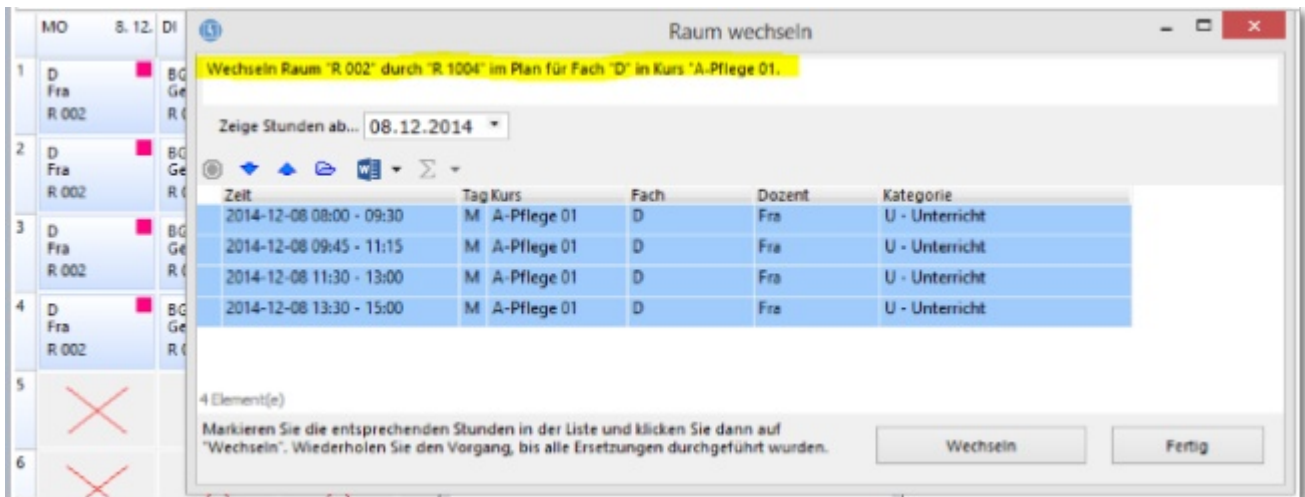 MO 8. 12. DI
Raum wechseln
Wechseln Raum "R 002" durch "R 1004" im Plan für Fach "D" in Kurs "A-Pflege 01.
Zeige Stunden ab... 08.12.2014
1 D
Fra
R 002
2 D
Fra
R 002
3 D
Fra
R 002
4 D
Fra
R 002
5
6
Zeit Tag Kurs Fach Dozent Kategorie
2014-12-08 08:00 - 09:30 M A-Pflege 01 D Fra U - Unterricht
2014-12-08 09:45 - 11:15 M A-Pflege 01 D Fra U - Unterricht
2014-12-08 11:30 - 13:00 M A-Pflege 01 D Fra U - Unterricht
2014-12-08 13:30 - 15:00 M A-Pflege 01 D Fra U - Unterricht
4 Element(e)
Markieren Sie die entsprechenden Stunden in der Liste und klicken Sie dann auf
"Wechseln". Wiederholen Sie den Vorgang, bis alle Ersetzungen durchgeführt wurden.
Wechseln
Fertig